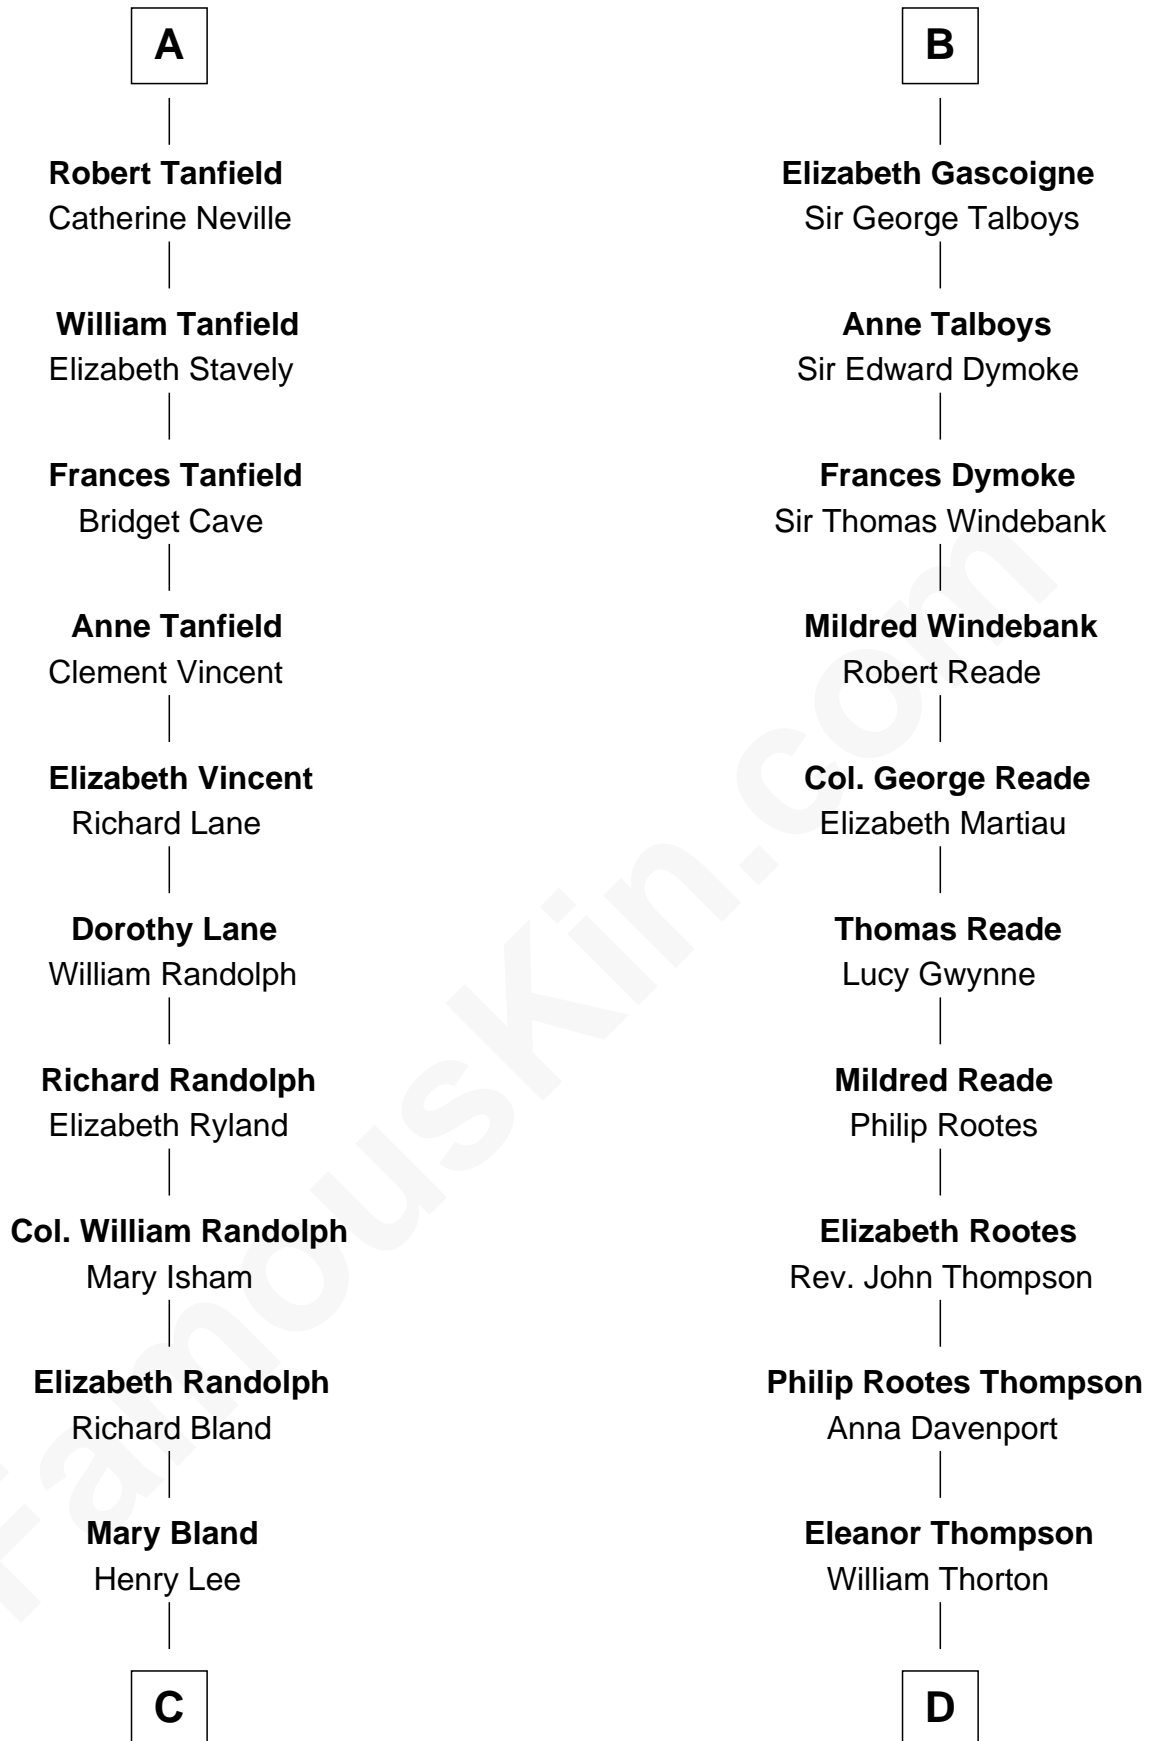 A
Robert Tanfield
Catherine Neville
William Tanfield
Elizabeth Stavely
Frances Tanfield
Bridget Cave
Anne Tanfield
Clement Vincent
Elizabeth Vincent
Richard Lane
Dorothy Lane
William Randolph
Richard Randolph
Elizabeth Ryland
Col. William Randolph
Mary Isham
Elizabeth Randolph
Richard Bland
Mary Bland
Henry Lee
C
B
Elizabeth Gascoigne
Sir George Talboys
Anne Talboys
Sir Edward Dymoke
Frances Dymoke
Sir Thomas Windebank
Mildred Windebank
Robert Reade
Col. George Reade
Elizabeth Martiau
Thomas Reade
Lucy Gwynne
Mildred Reade
Philip Rootes
Elizabeth Rootes
Rev. John Thompson
Philip Rootes Thompson
Anna Davenport
Eleanor Thompson
William Thorton
D
FamousKin.com